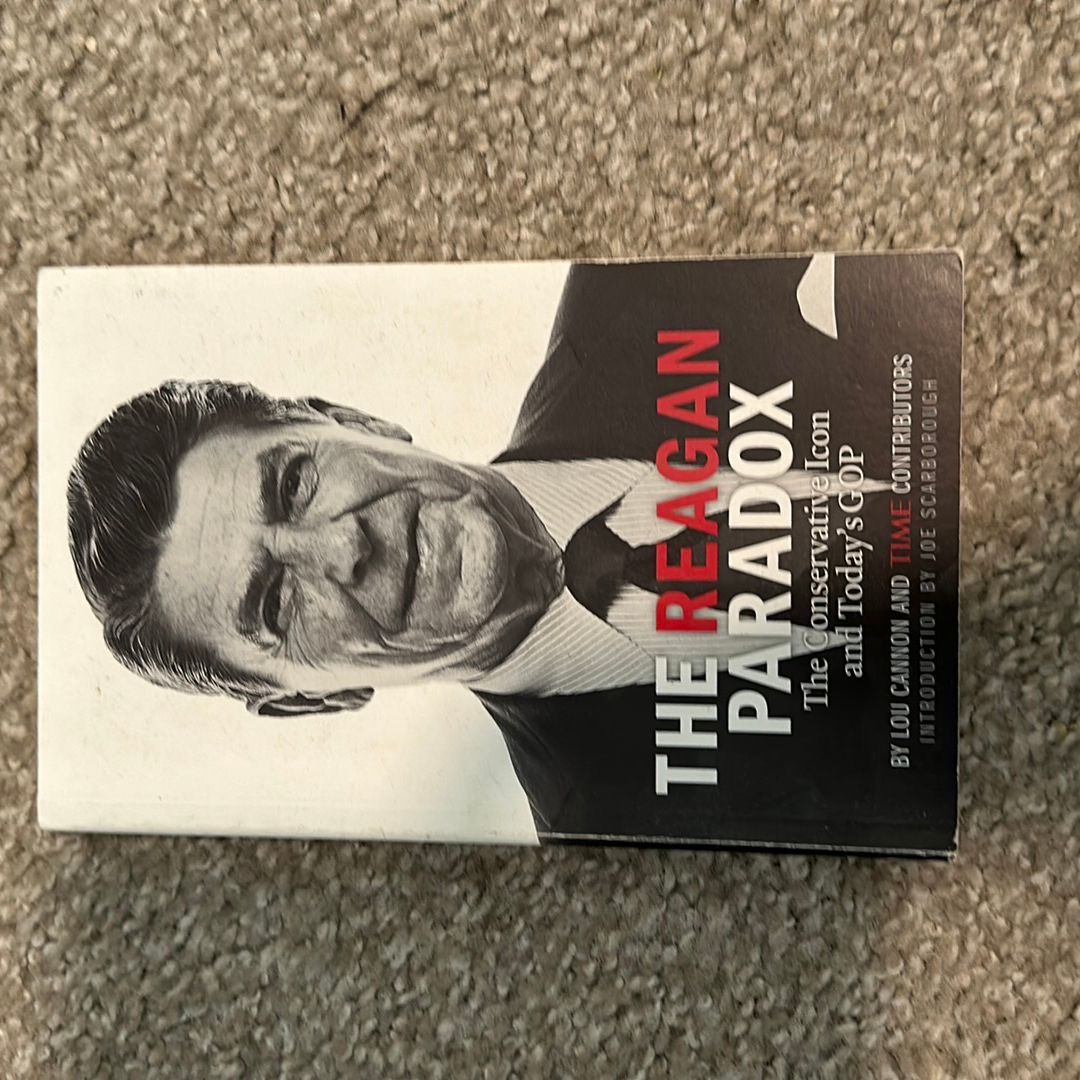 THE REAGAN
PARADOX
The Conservative Icon
and Today's GOP
BY LOU CANNON AND TIME CONTRIBUTORS
INTRODUCTION BY JOE SCARBOROUGH